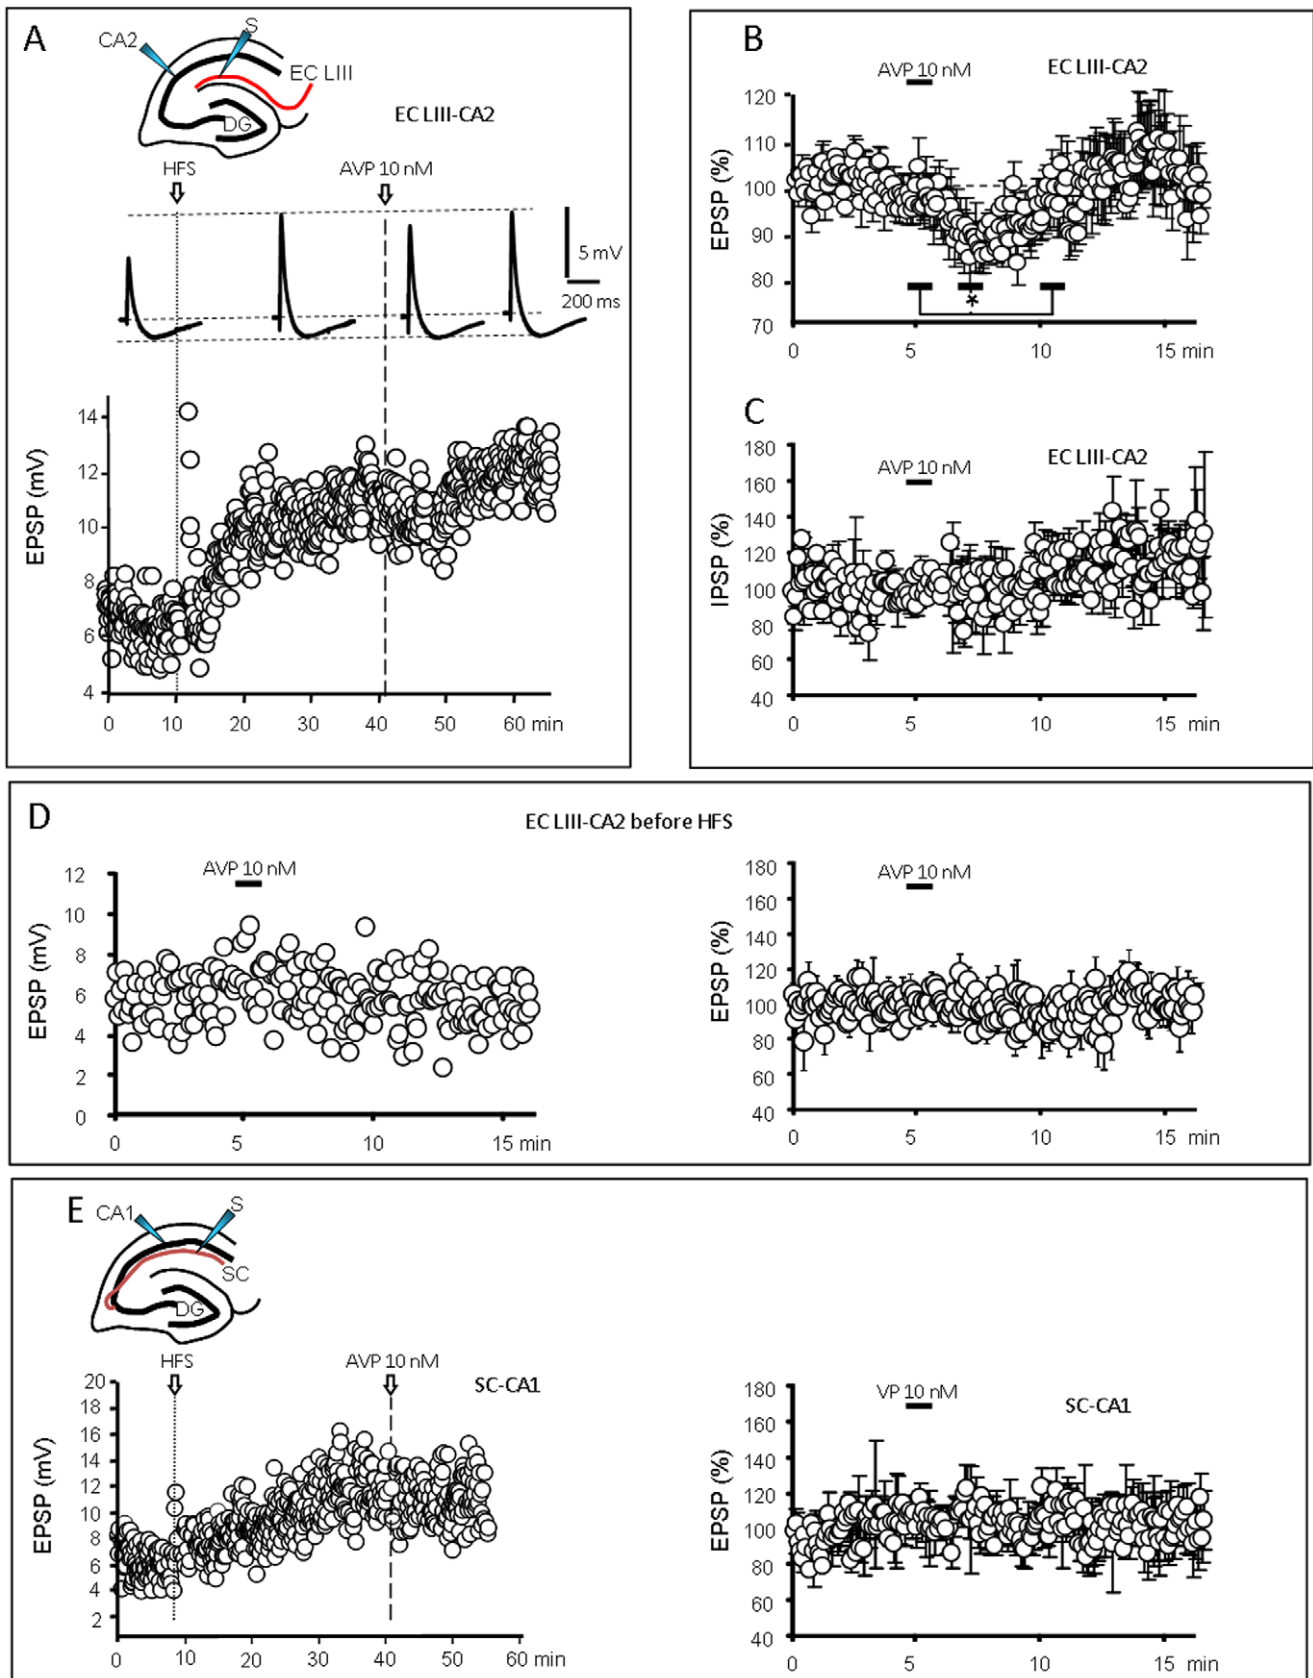 A
CA2
S
EC LIII
DG
EC LIII-CA2
HFS
AVP 10 nM
5 mV
200 ms
EPSP (mV)
14
12
10
8
6
4
0 10 20 30 40 50 60 min
B
AVP 10 nM
EC LIII-CA2
EPSP (%)
120
110
100
90
80
70
*
0 5 10 15 min
C
AVP 10 nM
EC LIII-CA2
IPSP (%)
180
160
140
120
100
80
60
40
0 5 10 15 min
D
EC LIII-CA2 before HFS
AVP 10 nM
EPSP (mV)
12
10
8
6
4
2
0
0 5 10 15 min
AVP 10 nM
EPSP (%)
180
160
140
120
100
80
60
40
0 5 10 15 min
E
CA1
S
SC
DG
HFS
AVP 10 nM
SC-CA1
EPSP (mV)
20
18
16
14
12
10
8
6
4
2
0 10 20 30 40 50 60 min
VP 10 nM
SC-CA1
EPSP (%)
180
160
140
120
100
80
60
40
0 5 10 15 min